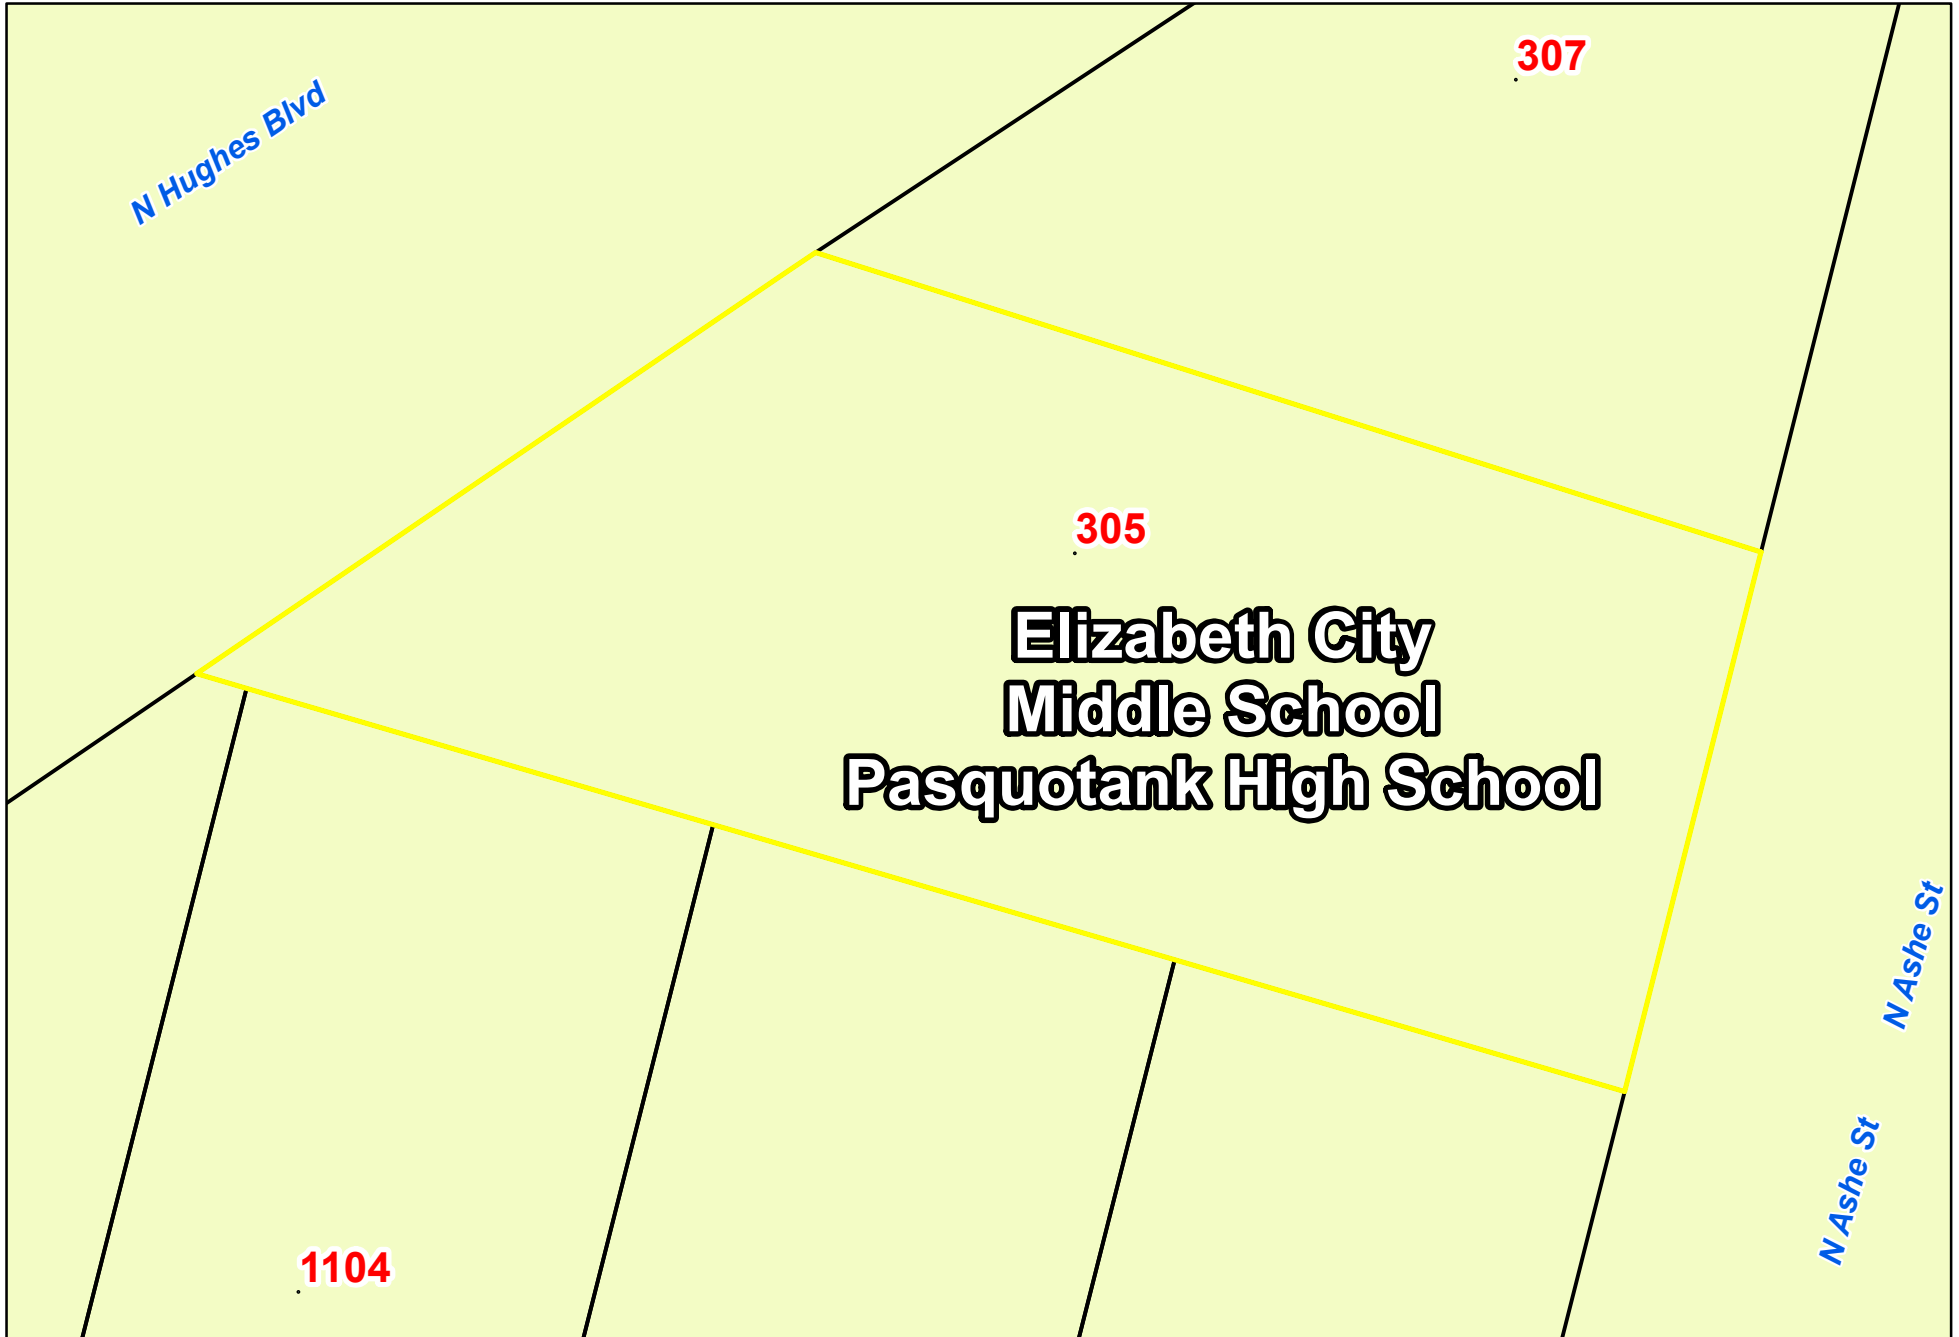 307
N Hughes Blvd
305
Elizabeth City
Middle School
Pasquotank High School
N Ashe St
N Ashe St
1104